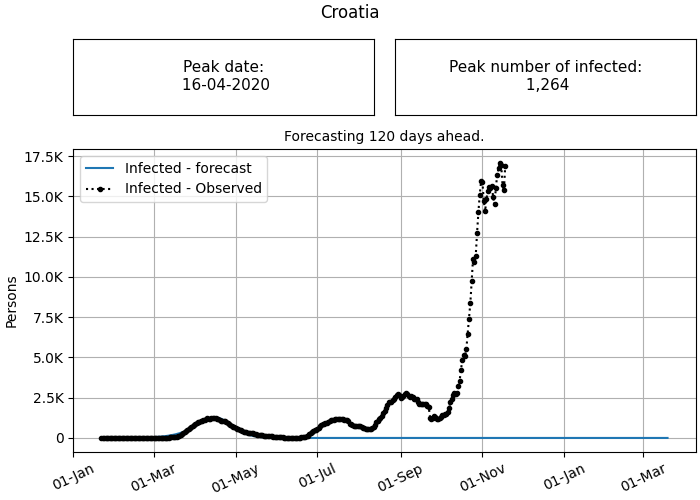 Croatia
Peak date:
16-04-2020
Peak number of infected:
1,264
Forecasting 120 days ahead.
Infected - forecast
Infected - Observed
Persons
17.5K
15.0K
12.5K
10.0K
7.5K
5.0K
2.5K
0
01-Jan
01-Mar
01-May
01-Jul
01-Sep
01-Nov
01-Jan
01-Mar